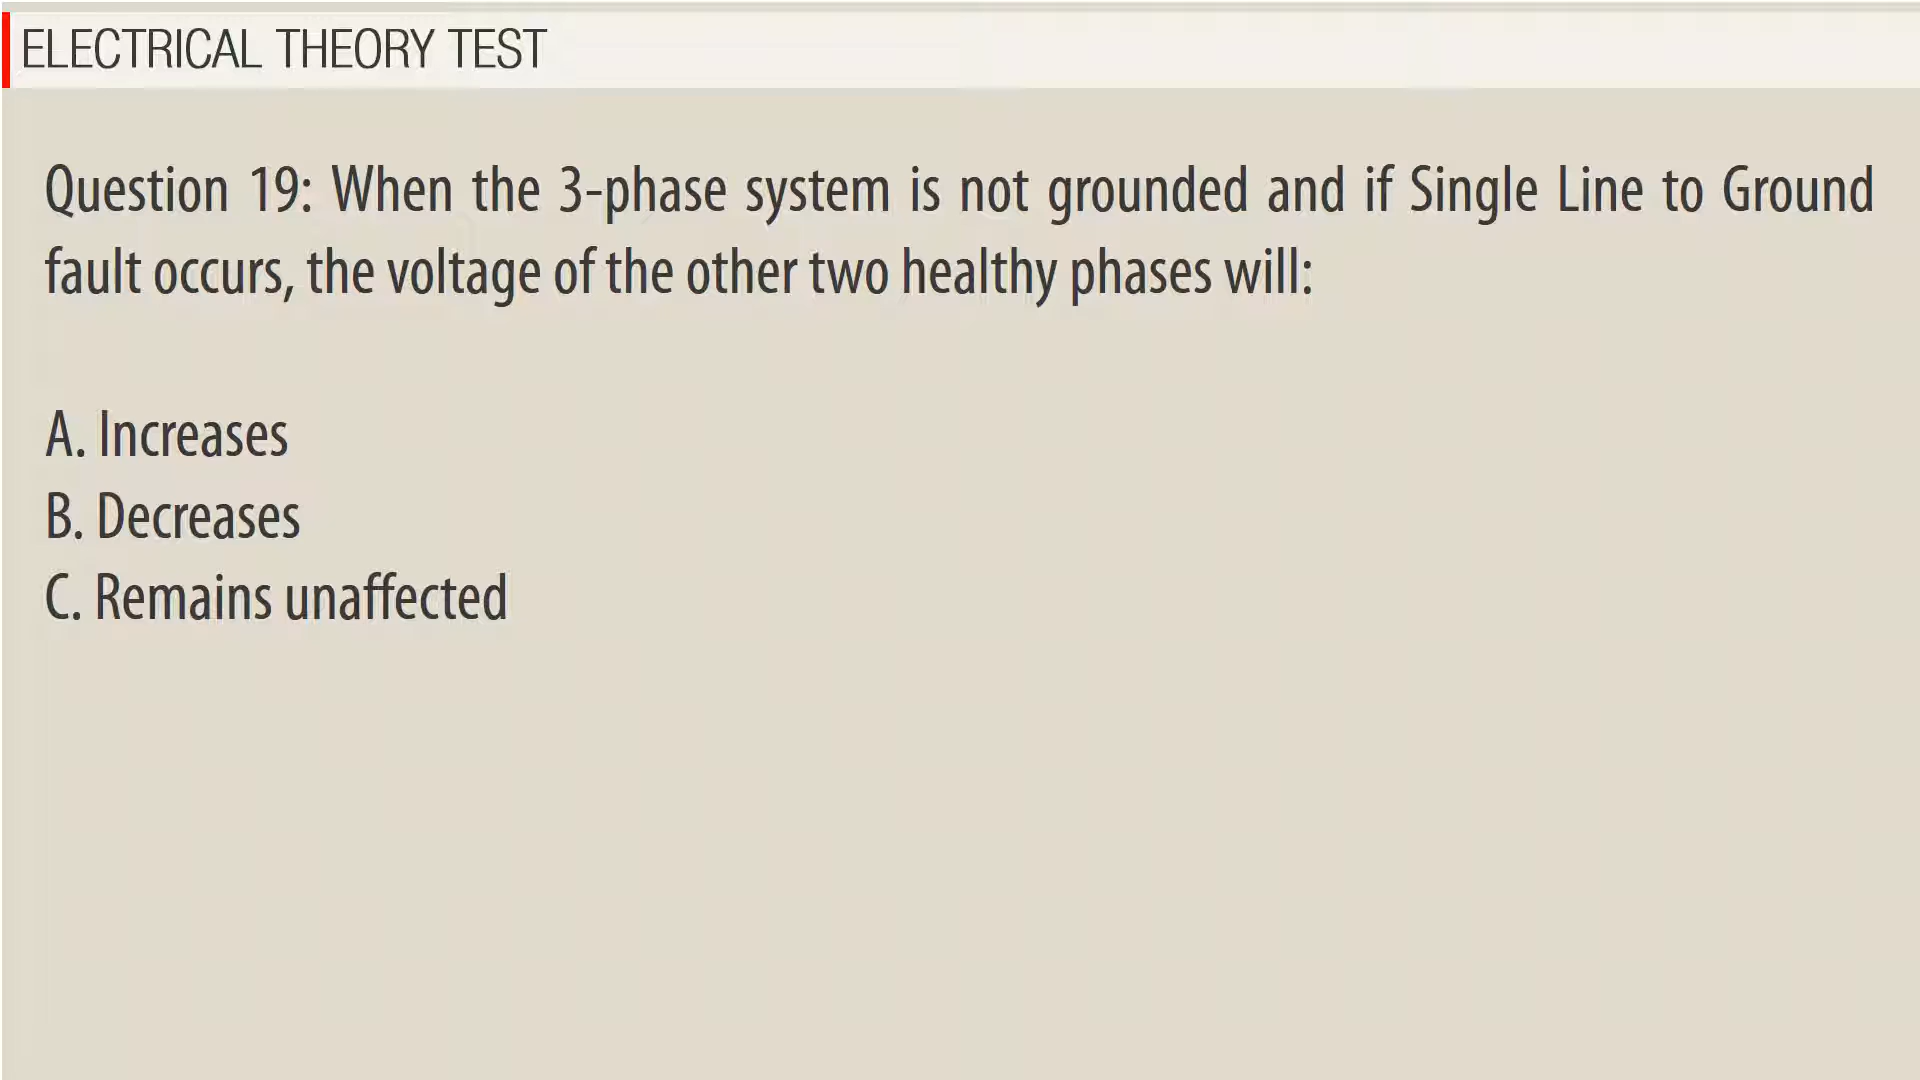 ELECTRICAL THEORY TEST
Question 19: When the 3-phase system is not grounded and if Single Line to Ground
fault occurs, the voltage of the other two healthy phases will:
A. Increases
B. Decreases
C. Remains unaffected